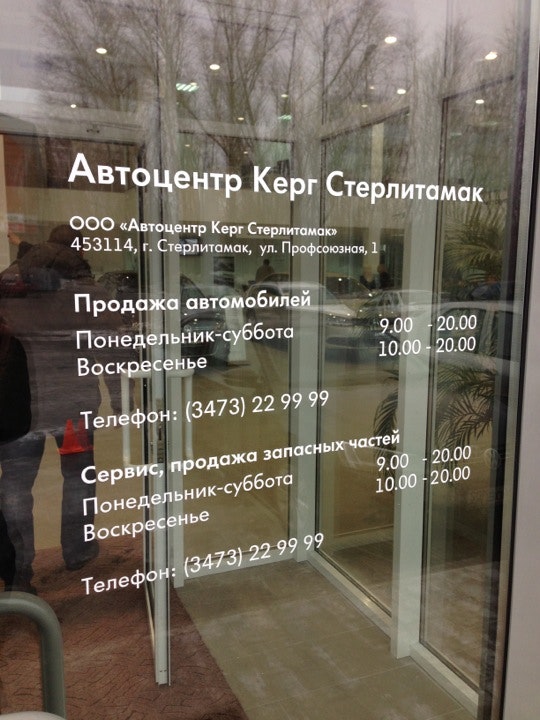 Автоцентр Керг Стерлитамак
ООО «Автоцентр Керг Стерлитамак»
453114, г. Стерлитамак, ул. Профсоюзная, 1
Продажа автомобилей
Понедельник-суббота 9.00 - 20.00
Воскресенье 10.00 - 20.00
Телефон: (3473) 22 99 99
Сервис, продажа запасных частей
Понедельник-суббота 9.00 - 20.00
Воскресенье 10.00 - 20.00
Телефон: (3473) 22 99 99